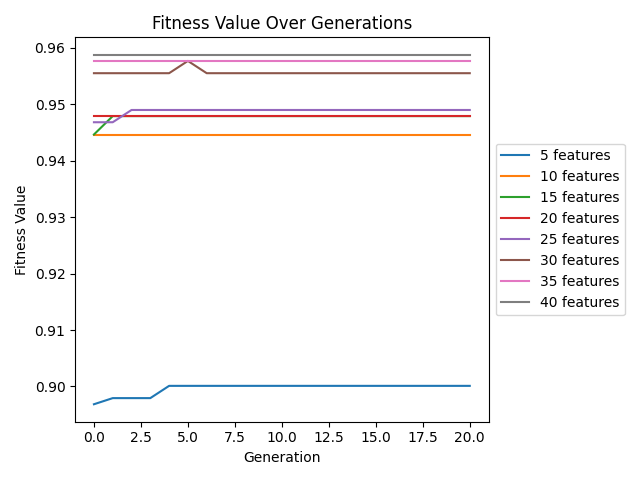 Fitness Value Over Generations
0.96
0.95
0.94
0.93
0.92
0.91
0.90
Fitness Value
0.0 2.5 5.0 7.5 10.0 12.5 15.0 17.5 20.0
Generation
5 features
10 features
15 features
20 features
25 features
30 features
35 features
40 features